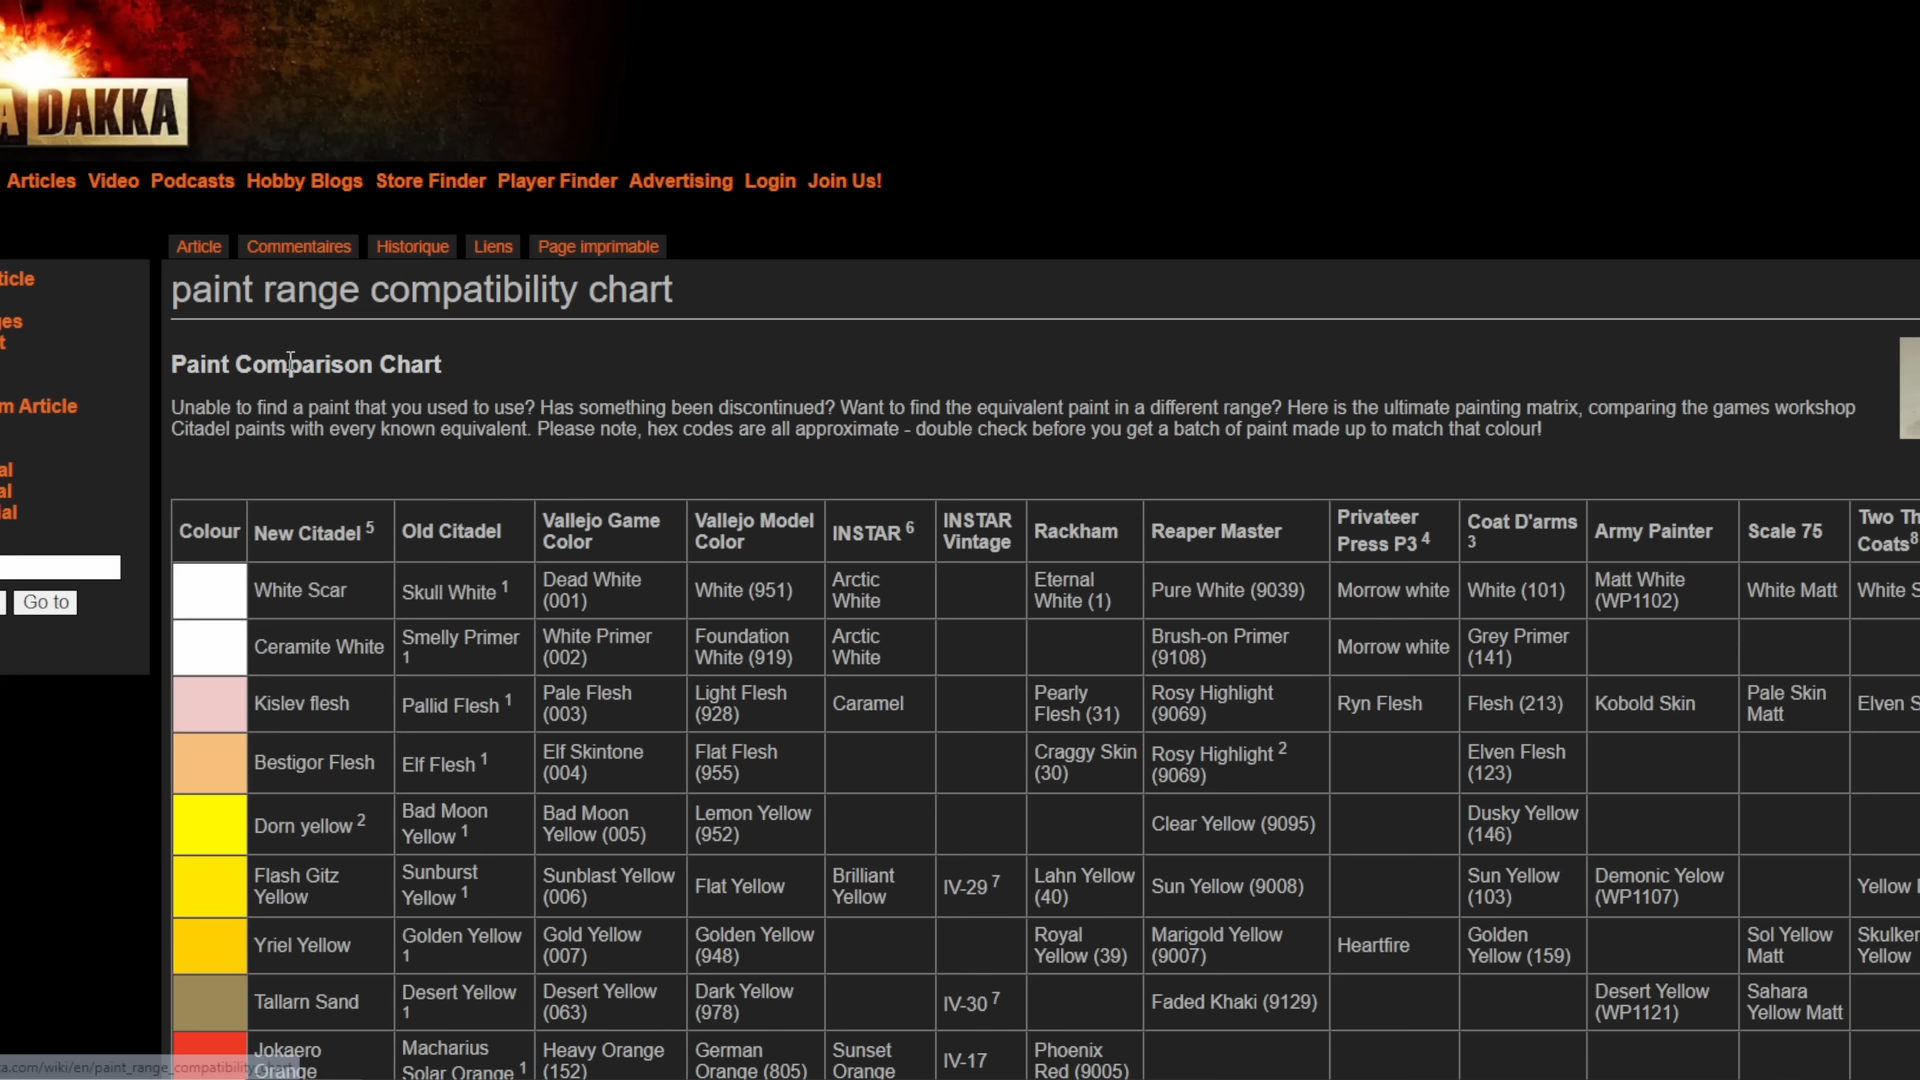 A DAKKA
Articles Video Podcasts Hobby Blogs Store Finder Player Finder Advertising Login Join Us!
Article Commentaires Historique Liens Page imprimable
paint range compatibility chart
Paint Comparison Chart
Unable to find a paint that you used to use? Has something been discontinued? Want to find the equivalent paint in a different range? Here is the ultimate painting matrix, comparing the games workshop
Citadel paints with every known equivalent. Please note, hex codes are all approximate - double check before you get a batch of paint made up to match that colour!
m Article
Go to
Colour
New Citadel 5
Old Citadel
Vallejo Game
Color
Vallejo Model
Color
INSTAR 6
INSTAR
Vintage
Rackham
Reaper Master
Privateer
Press P3 4
Coat D'arms
3
Army Painter
Scale 75
Two Th
Coats8
White Scar
Skull White 1
Dead White
(001)
White (951)
Arctic
White
Eternal
White (1)
Pure White (9039)
Morrow white
White (101)
Matt White
(WP1102)
White Matt
White S
Ceramite White
Smelly Primer
1
White Primer
(002)
Foundation
White (919)
Arctic
White
Brush-on Primer
(9108)
Morrow white
Grey Primer
(141)
Kislev flesh
Pallid Flesh 1
Pale Flesh
(003)
Light Flesh
(928)
Caramel
Pearly
Flesh (31)
Rosy Highlight
(9069)
Ryn Flesh
Flesh (213)
Kobold Skin
Pale Skin
Matt
Elven S
Bestigor Flesh
Elf Flesh 1
Elf Skintone
(004)
Flat Flesh
(955)
Craggy Skin
(30)
Rosy Highlight 2
(9069)
Elven Flesh
(123)
Dorn yellow 2
Bad Moon
Yellow 1
Bad Moon
Yellow (005)
Lemon Yellow
(952)
Clear Yellow (9095)
Dusky Yellow
(146)
Flash Gitz
Yellow
Sunburst
Yellow 1
Sunblast Yellow
(006)
Flat Yellow
Brilliant
Yellow
IV-29 7
Lahn Yellow
(40)
Sun Yellow (9008)
Sun Yellow
(103)
Demonic Yelow
(WP1107)
Yellow
Yriel Yellow
Golden Yellow
1
Gold Yellow
(007)
Golden Yellow
(948)
Royal
Yellow (39)
Marigold Yellow
(9007)
Heartfire
Golden
Yellow (159)
Sol Yellow
Matt
Skulker
Yellow
Tallarn Sand
Desert Yellow
1
Desert Yellow
(063)
Dark Yellow
(978)
IV-30 7
Faded Khaki (9129)
Desert Yellow
(WP1121)
Sahara
Yellow Matt
Jokaero
Orange
Macharius
Solar Orange 1
Heavy Orange
(152)
German
Orange (805)
Sunset
Orange
IV-17
Phoenix
Red (9005)
ka.com/wiki/en/paint_range_compatibility_chart